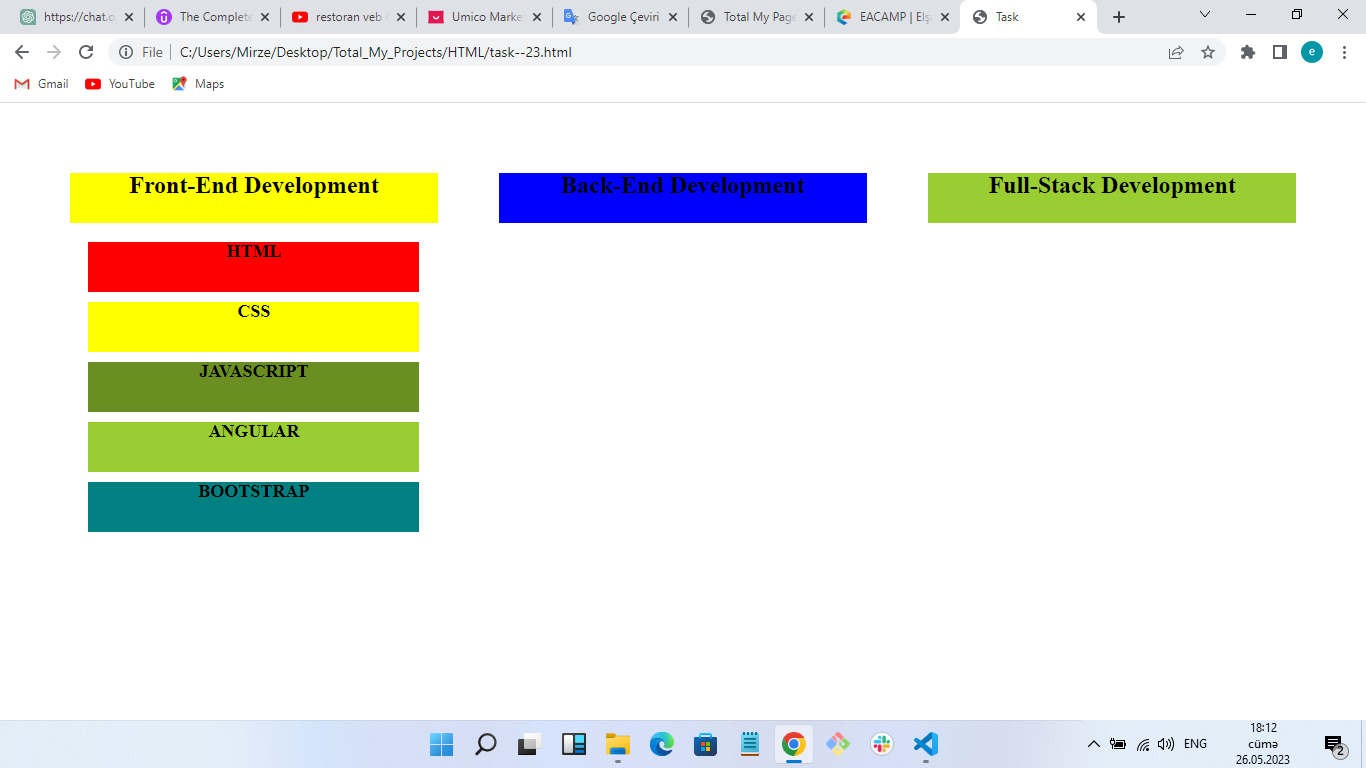 https://chat.o
The Complete
restoran veb
Umico Marke
Google Çeviri
Total My Page
EACAMP | Elş
Task
File
C:/Users/Mirze/Desktop/Total_My_Projects/HTML/task--23.html
e
Gmail
YouTube
Maps
Front-End Development
Back-End Development
Full-Stack Development
HTML
CSS
JAVASCRIPT
ANGULAR
BOOTSTRAP
ENG
18:12
cümə
26.05.2023
2